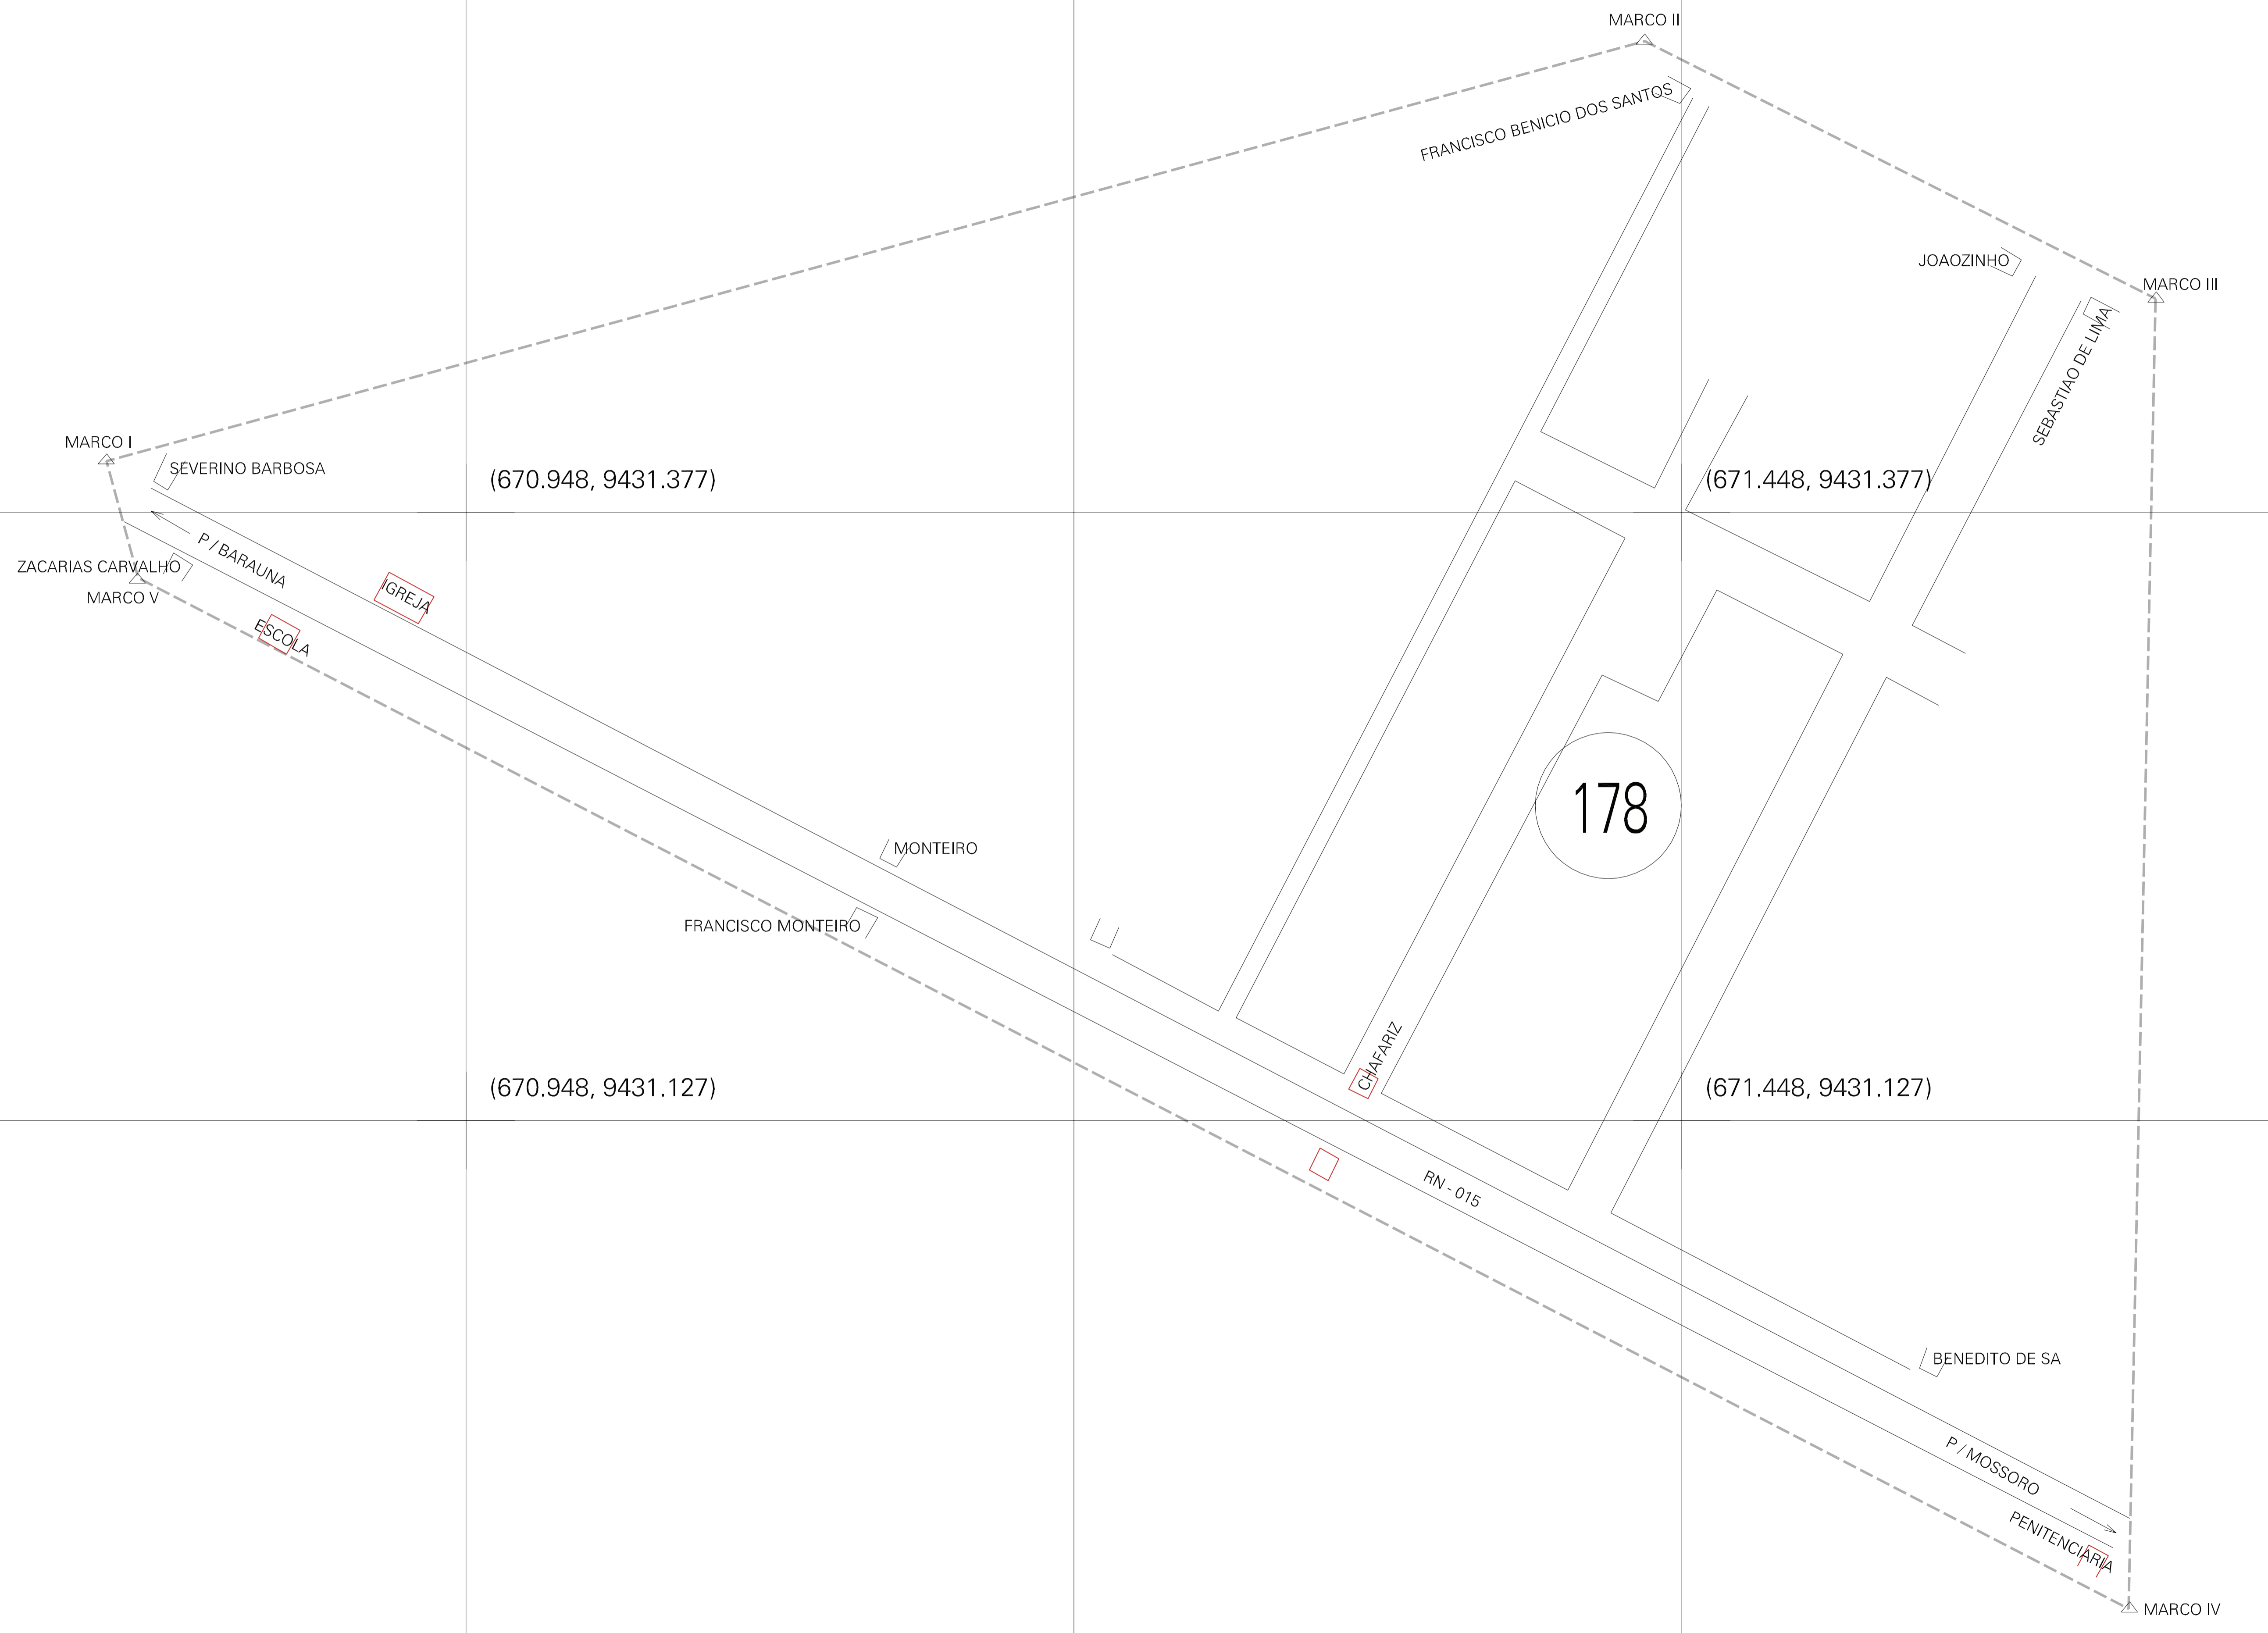 MARCO II
FRANCISCO BENICIO DOS SANTOS
JOAOZINHO
MARCO III
SEBASTIAO DE LIMA
MARCO I
SEVERINO BARBOSA
(670.948, 9431.377)
(671.448, 9431.377)
P / BARAUNA
ZACARIAS CARVALHO
MARCO V
IGREJA
ESCOLA
178
MONTEIRO
FRANCISCO MONTEIRO
CHAFARIZ
(670.948, 9431.127)
(671.448, 9431.127)
RN - 015
BENEDITO DE SA
P / MOSSORO
PENITENCIARIA
MARCO IV